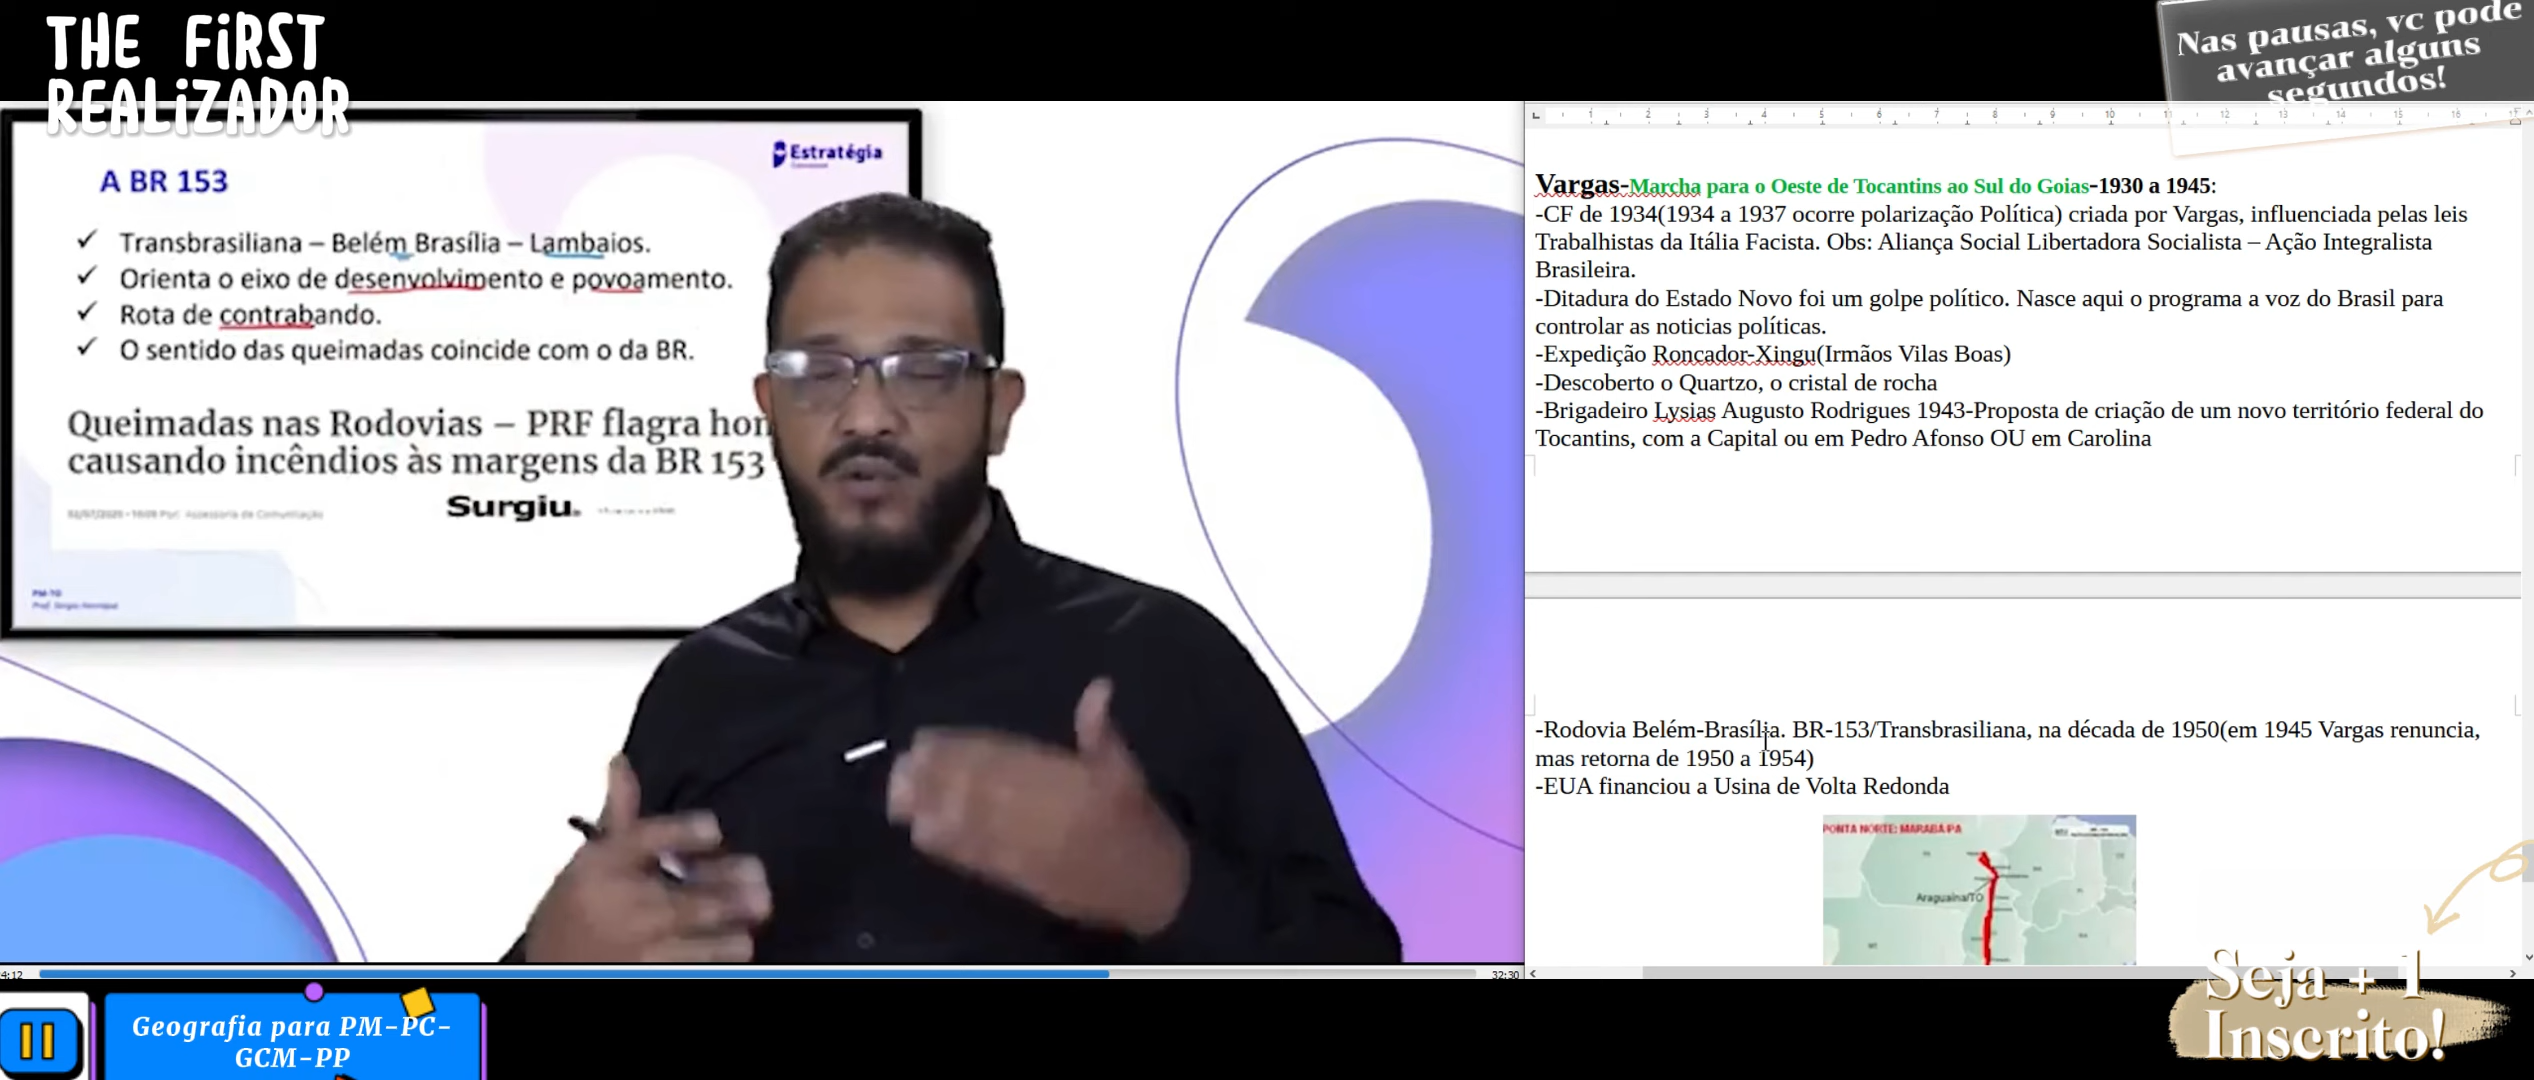 THE FiRST
REALiZADOR
Nas pausas, vc pode
avançar alguns
segundos!
Estratégia
A BR 153
✓ Transbrasiliana – Belém Brasília – Lambaios.
✓ Orienta o eixo de desenvolvimento e povoamento.
✓ Rota de contrabando.
✓ O sentido das queimadas coincide com o da BR.
Queimadas nas Rodovias – PRF flagra hom
causando incêndios às margens da BR 153
Surgiu.
PM-TO
Prof. Sergio Henrique
Vargas-Marcha para o Oeste de Tocantins ao Sul do Goias-1930 a 1945:
-CF de 1934(1934 a 1937 ocorre polarização Política) criada por Vargas, influenciada pelas leis
Trabalhistas da Itália Facista. Obs: Aliança Social Libertadora Socialista – Ação Integralista
Brasileira.
-Ditadura do Estado Novo foi um golpe político. Nasce aqui o programa a voz do Brasil para
controlar as noticias políticas.
-Expedição Roncador-Xingu(Irmãos Vilas Boas)
-Descoberto o Quartzo, o cristal de rocha
-Brigadeiro Lysias Augusto Rodrigues 1943-Proposta de criação de um novo território federal do
Tocantins, com a Capital ou em Pedro Afonso OU em Carolina
-Rodovia Belém-Brasília. BR-153/Transbrasiliana, na década de 1950(em 1945 Vargas renuncia,
mas retorna de 1950 a 1954)
-EUA financiou a Usina de Volta Redonda
PONTA NORTE: MARABÁ PA
Araguaína/TO
4:12
32:30
Geografia para PM-PC-
GCM-PP
Seja + 1
Inscrito!